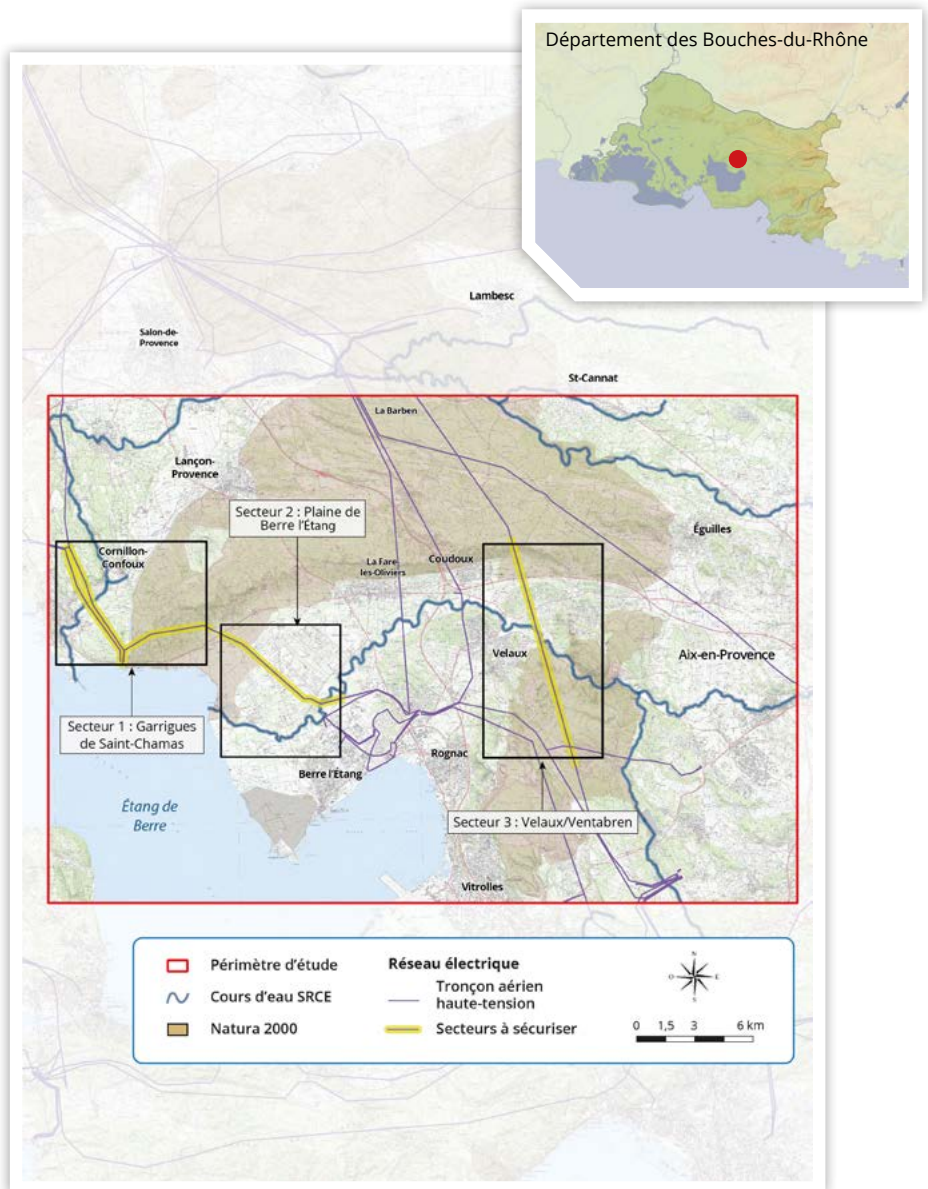 Département des Bouches-du-Rhône
Lambesc
Salon-de-
Provence
St-Cannat
La Barben
Lançon-
Provence
Secteur 2 : Plaine de
Berre l'Étang
Éguilles
Cornillon-
Confoux
La Fare-
les-Oliviers
Coudoux
Velaux
Aix-en-Provence
Secteur 1 : Garrigues
de Saint-Chamas
Rognac
Berre l'Étang
Étang de
Berre
Secteur 3 : Velaux/Ventabren
Vitrolles
Périmètre d'étude
Cours d'eau SRCE
Natura 2000
Réseau électrique
Tronçon aérien
haute-tension
Secteurs à sécuriser
N
O E
S
0 1,5 3 6 km